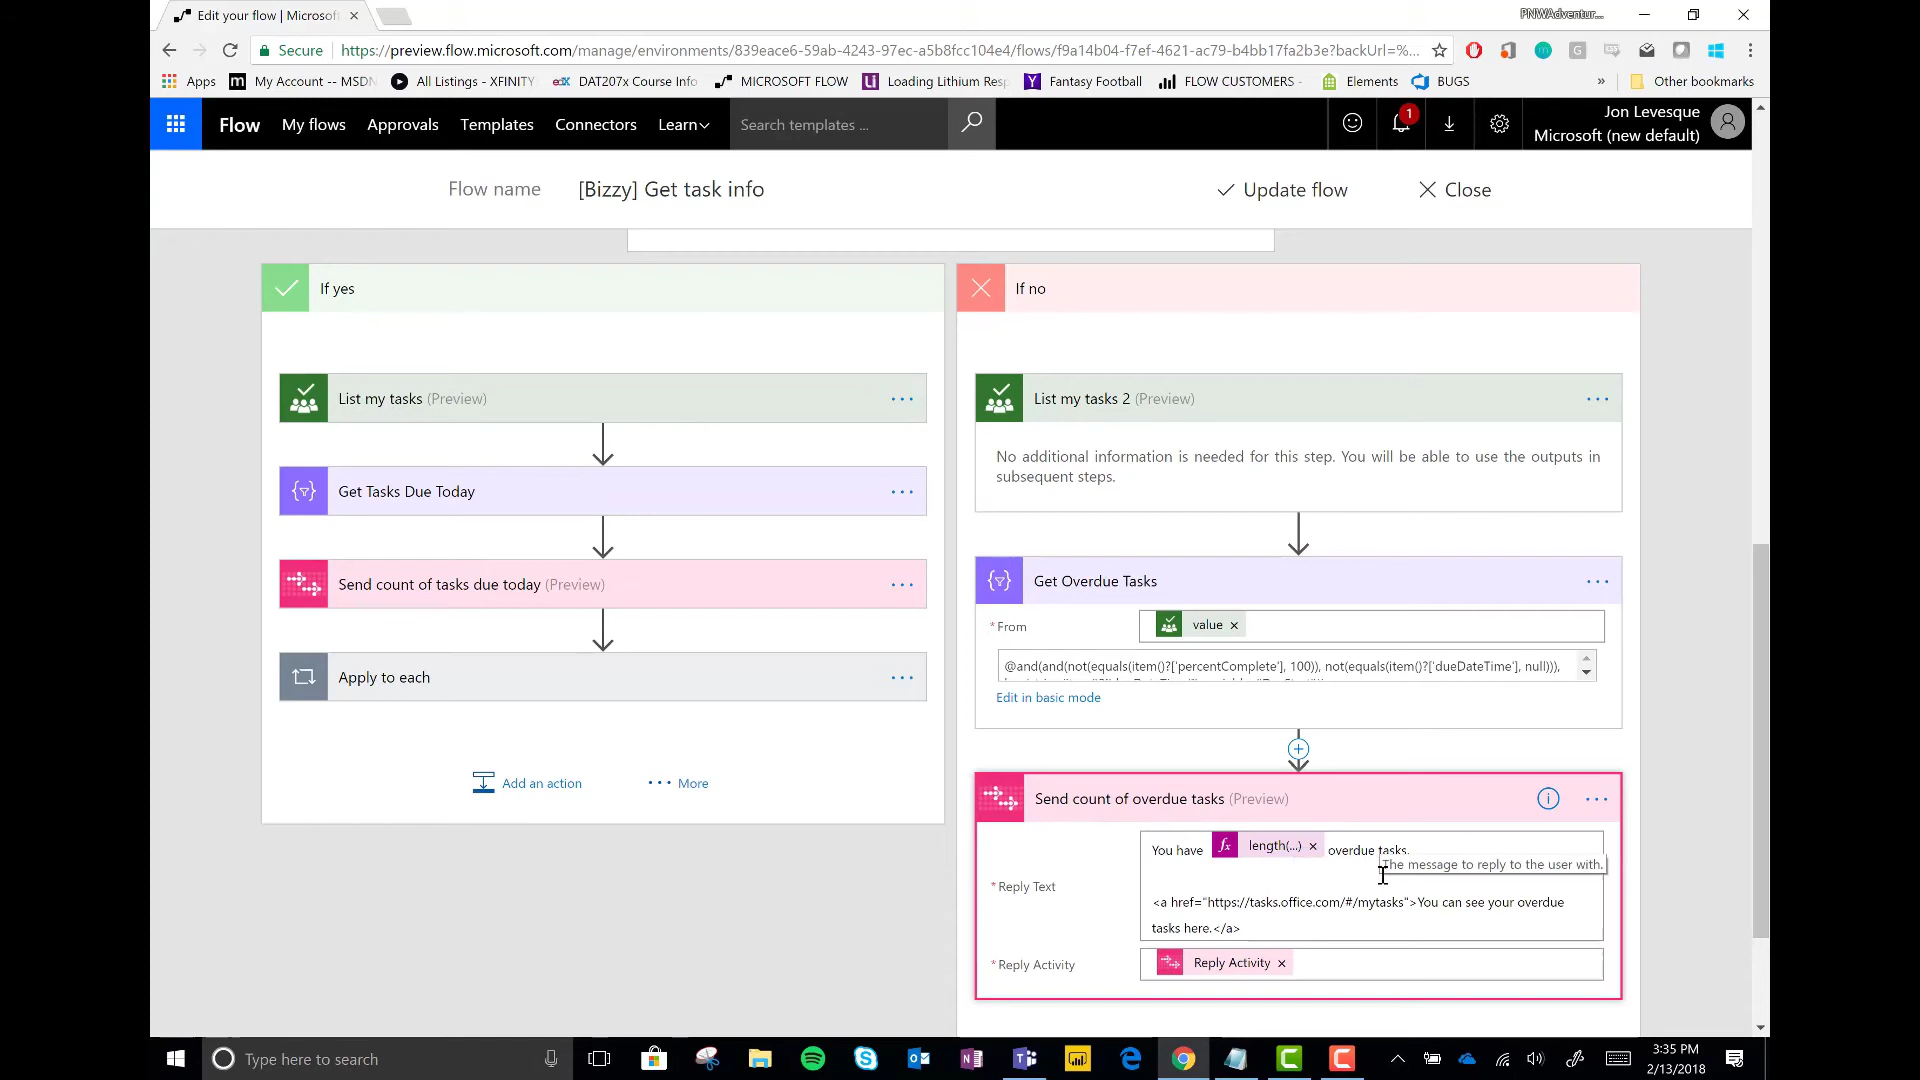 Edit your flow | Microsof
PNWAdventur...
Secure
https://preview.flow.microsoft.com/manage/environments/839eace6-59ab-4243-97ec-a5b8fcc104e4/flows/f9a14b04-f7ef-4621-ac79-b4bb17fa2b3e?backUrl=%...
Apps
My Account -- MSDN
All Listings - XFINITY
DAT207x Course Info
MICROSOFT FLOW
Loading Lithium Resp
Fantasy Football
FLOW CUSTOMERS -
Elements
BUGS
»
Other bookmarks
Flow
My flows
Approvals
Templates
Connectors
Learn
Search templates ...
1
Jon Levesque
Microsoft (new default)
Flow name
[Bizzy] Get task info
Update flow
Close
If yes
If no
List my tasks (Preview)
List my tasks 2 (Preview)
No additional information is needed for this step. You will be able to use the outputs in
subsequent steps.
Get Tasks Due Today
Get Overdue Tasks
Send count of tasks due today (Preview)
* From
value ×
@and(and(not(equals(item()?['percentComplete'], 100)), not(equals(item()?['dueDateTime'], null))),
Edit in basic mode
Apply to each
Add an action
··· More
Send count of overdue tasks (Preview)
You have fx length(...) × overdue tasks.
The message to reply to the user with.
* Reply Text
<a href="https://tasks.office.com/#/mytasks">You can see your overdue
tasks here.</a>
* Reply Activity
Reply Activity ×
Type here to search
3:35 PM
2/13/2018